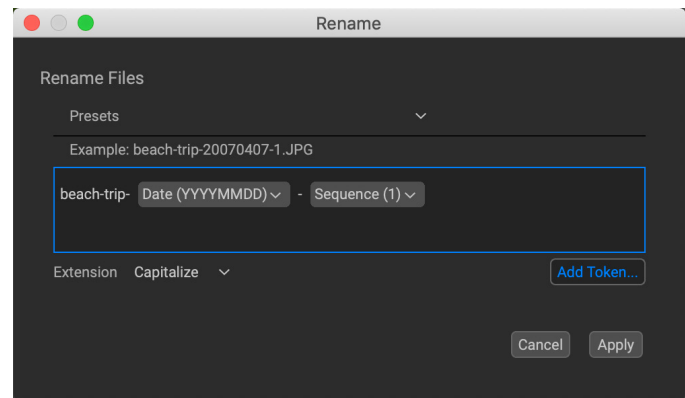 Rename
Rename Files
Presets
Example: beach-trip-20070407-1.JPG
beach-trip- Date (YYYYMMDD) - Sequence (1)
Extension Capitalize Add Token...
Cancel Apply